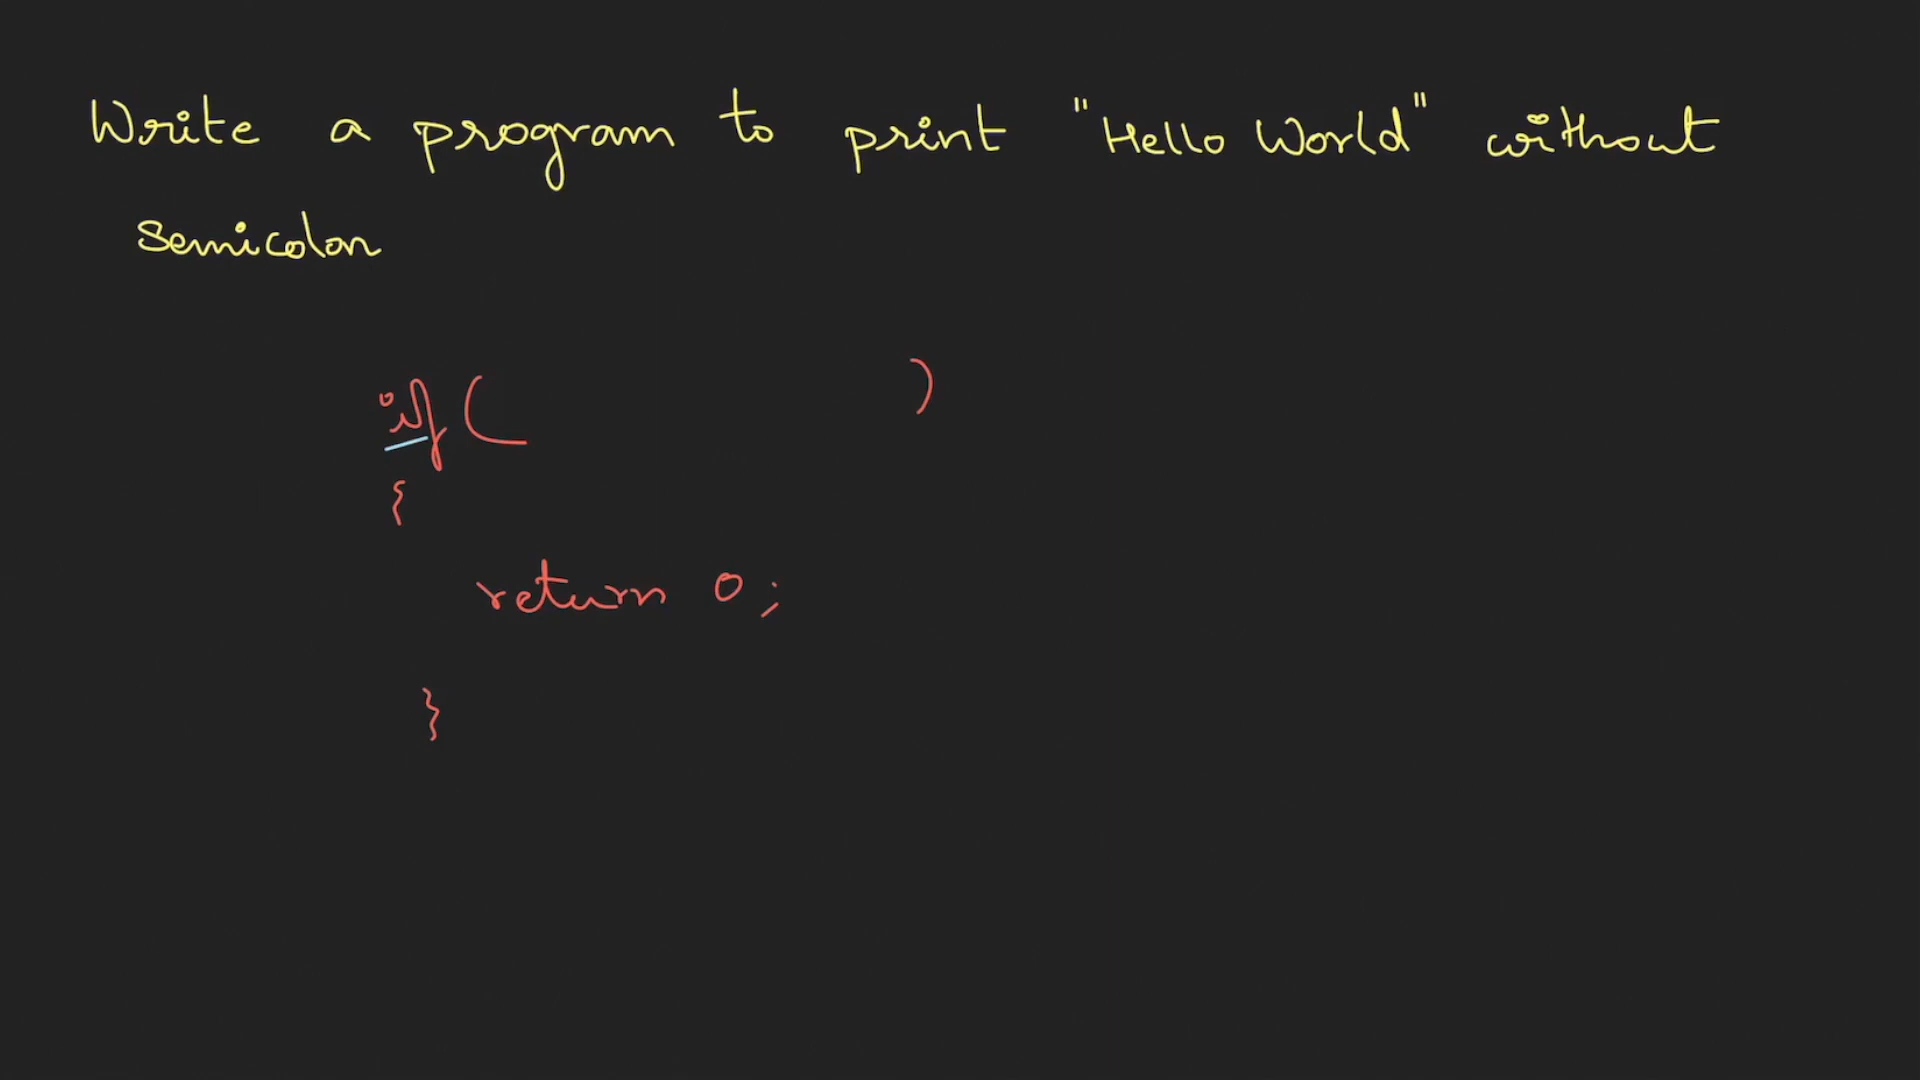 Write a program to print "Hello World" without
semicolon
if( )
{
return 0;
}